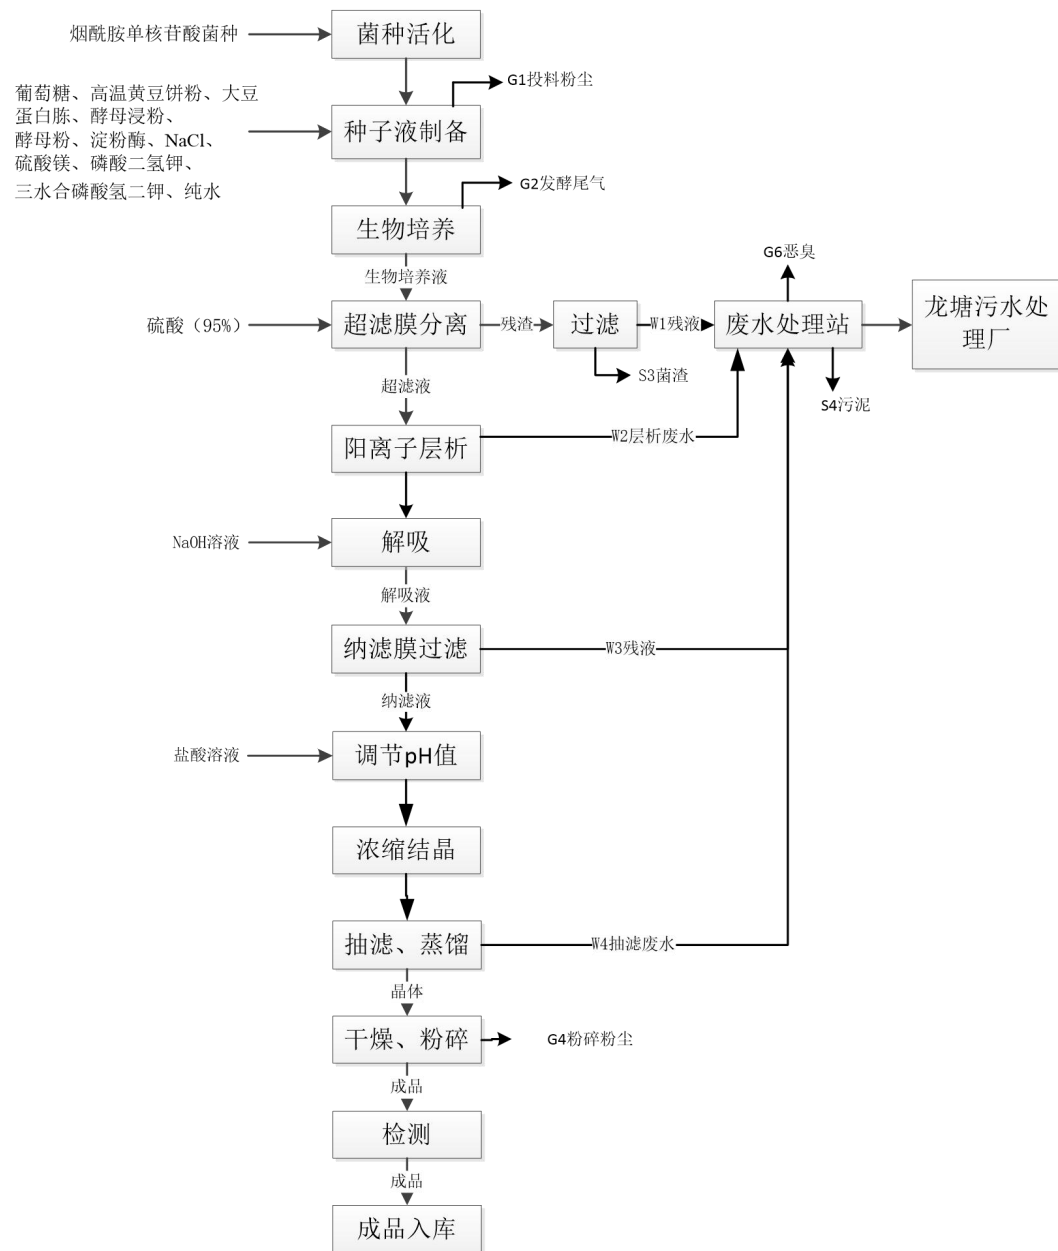 烟酰胺单核苷酸菌种
菌种活化
G1投料粉尘
葡萄糖、高温黄豆饼粉、大豆
蛋白胨、酵母浸粉、
酵母粉、淀粉酶、NaCl、
硫酸镁、磷酸二氢钾、
三水合磷酸氢二钾、纯水
种子液制备
G2发酵尾气
生物培养
生物培养液
G6恶臭
硫酸（95%）
超滤膜分离
残渣
过滤
W1残液
废水处理站
龙塘污水处
理厂
S3菌渣
S4污泥
超滤液
阳离子层析
W2层析废水
NaOH溶液
解吸
解吸液
纳滤膜过滤
W3残液
纳滤液
盐酸溶液
调节pH值
浓缩结晶
抽滤、蒸馏
W4抽滤废水
晶体
干燥、粉碎
G4粉碎粉尘
成品
检测
成品
成品入库